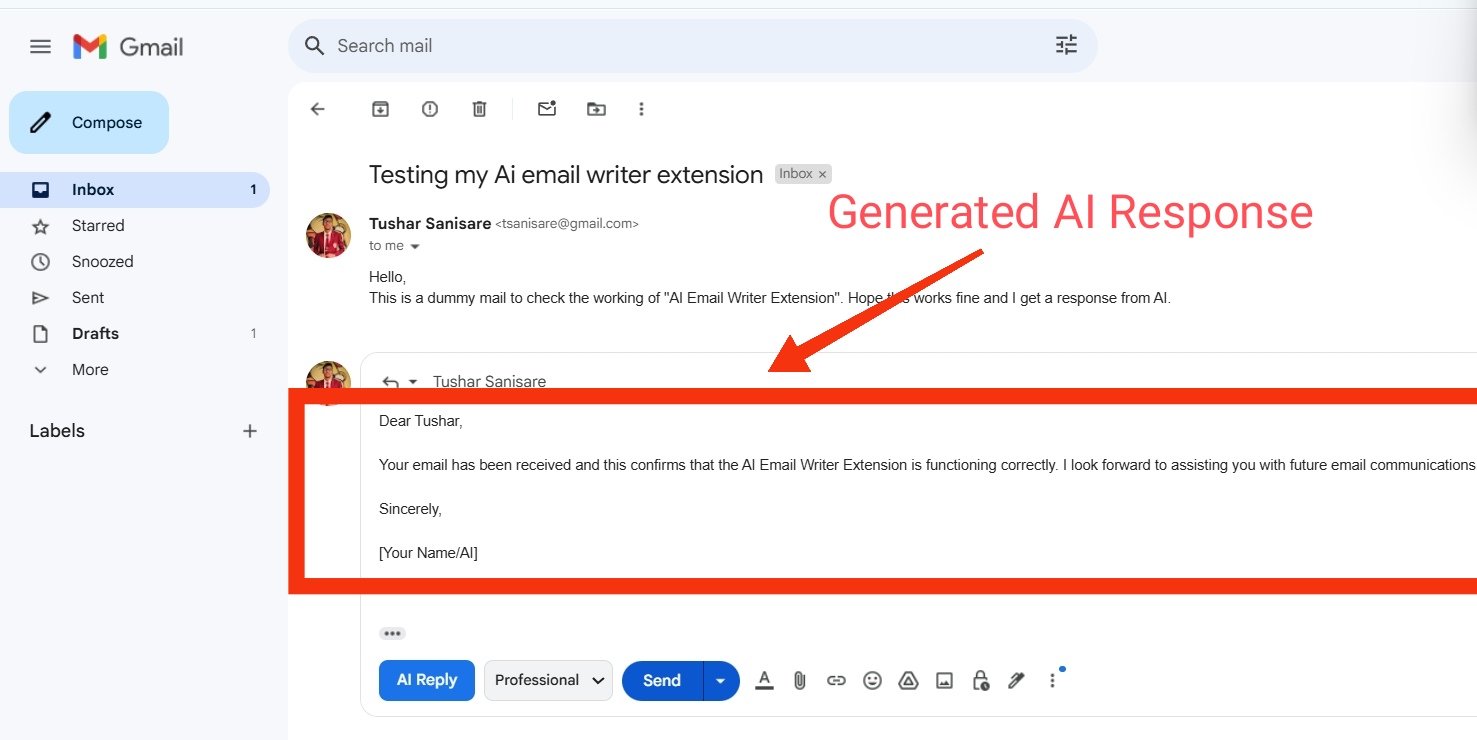 Gmail
Search mail
Compose
Inbox 1
Starred
Snoozed
Sent
Drafts 1
More
Labels
Testing my Ai email writer extension Inbox ×
Generated AI Response
Tushar Sanisare <tsanisare@gmail.com>
to me
Hello,
This is a dummy mail to check the working of "AI Email Writer Extension". Hope this works fine and I get a response from AI.
Tushar Sanisare
Dear Tushar,
Your email has been received and this confirms that the AI Email Writer Extension is functioning correctly. I look forward to assisting you with future email communications
Sincerely,
[Your Name/AI]
AI Reply
Professional
Send